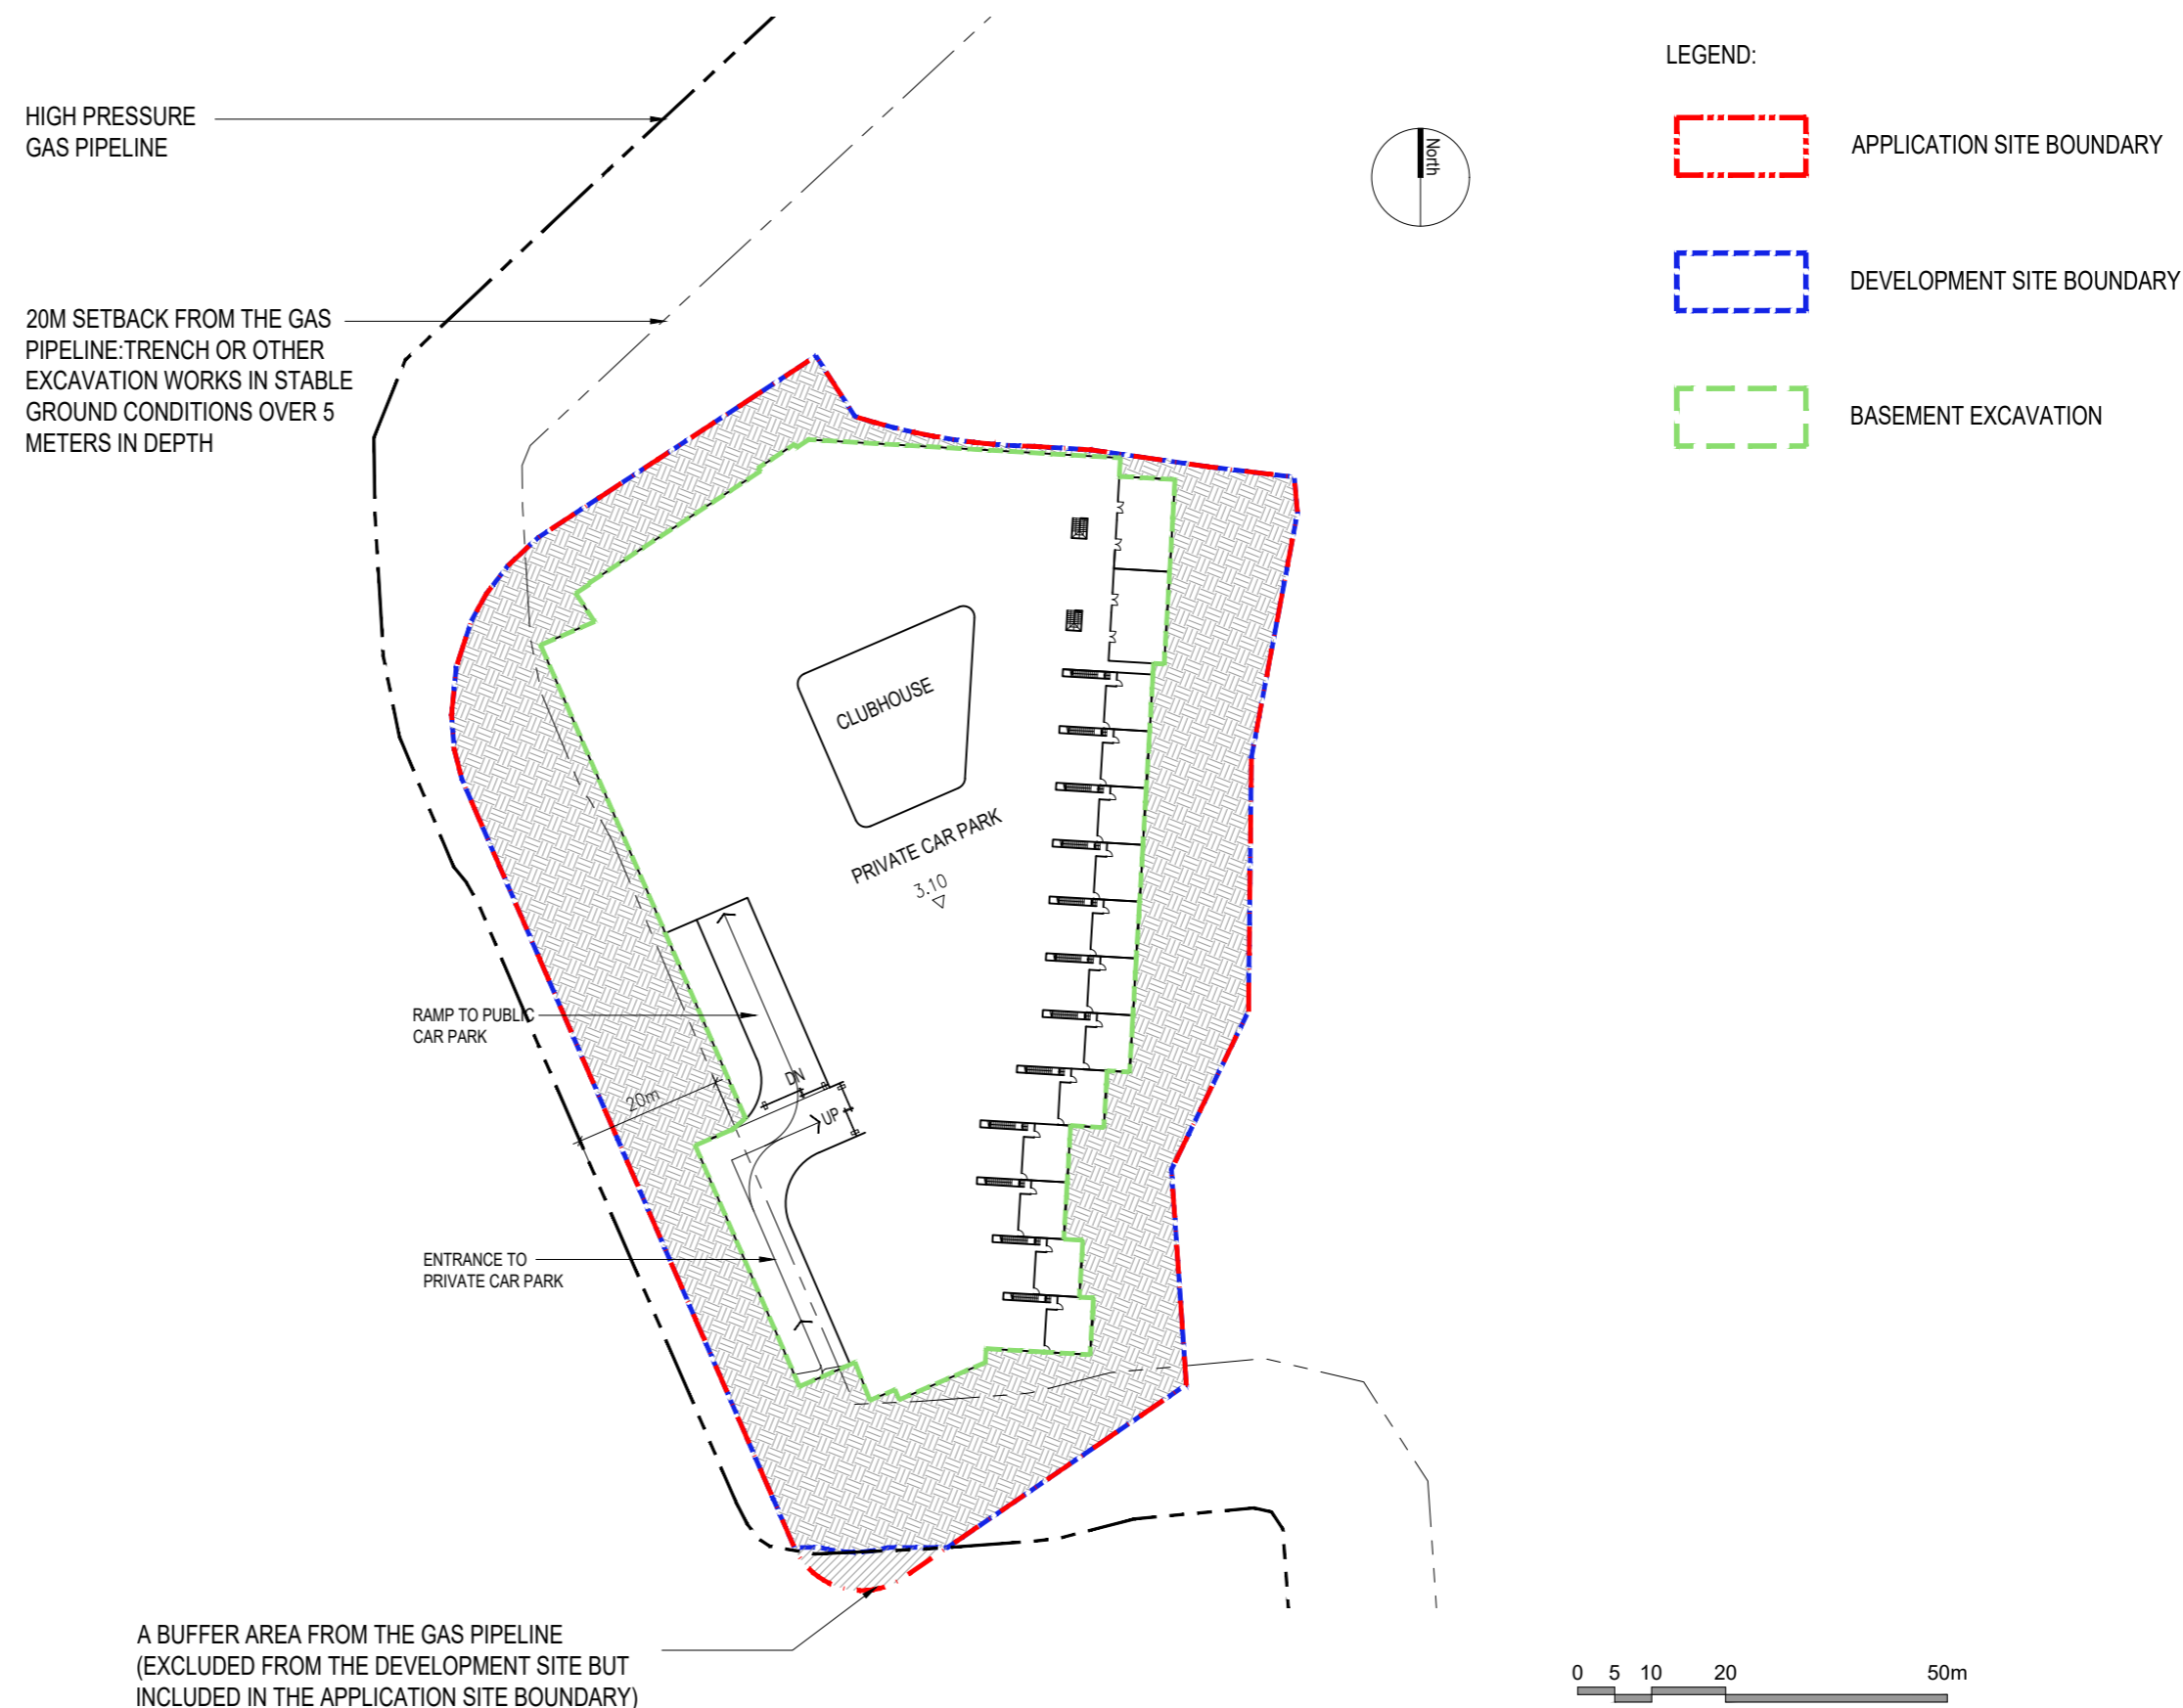 HIGH PRESSURE
GAS PIPELINE
20M SETBACK FROM THE GAS
PIPELINE:TRENCH OR OTHER
EXCAVATION WORKS IN STABLE
GROUND CONDITIONS OVER 5
METERS IN DEPTH
North
LEGEND:
APPLICATION SITE BOUNDARY
DEVELOPMENT SITE BOUNDARY
BASEMENT EXCAVATION
CLUBHOUSE
PRIVATE CAR PARK
3.10
RAMP TO PUBLIC
CAR PARK
DN
UP
20m
ENTRANCE TO
PRIVATE CAR PARK
A BUFFER AREA FROM THE GAS PIPELINE
(EXCLUDED FROM THE DEVELOPMENT SITE BUT
INCLUDED IN THE APPLICATION SITE BOUNDARY)
0 5 10 20 50m